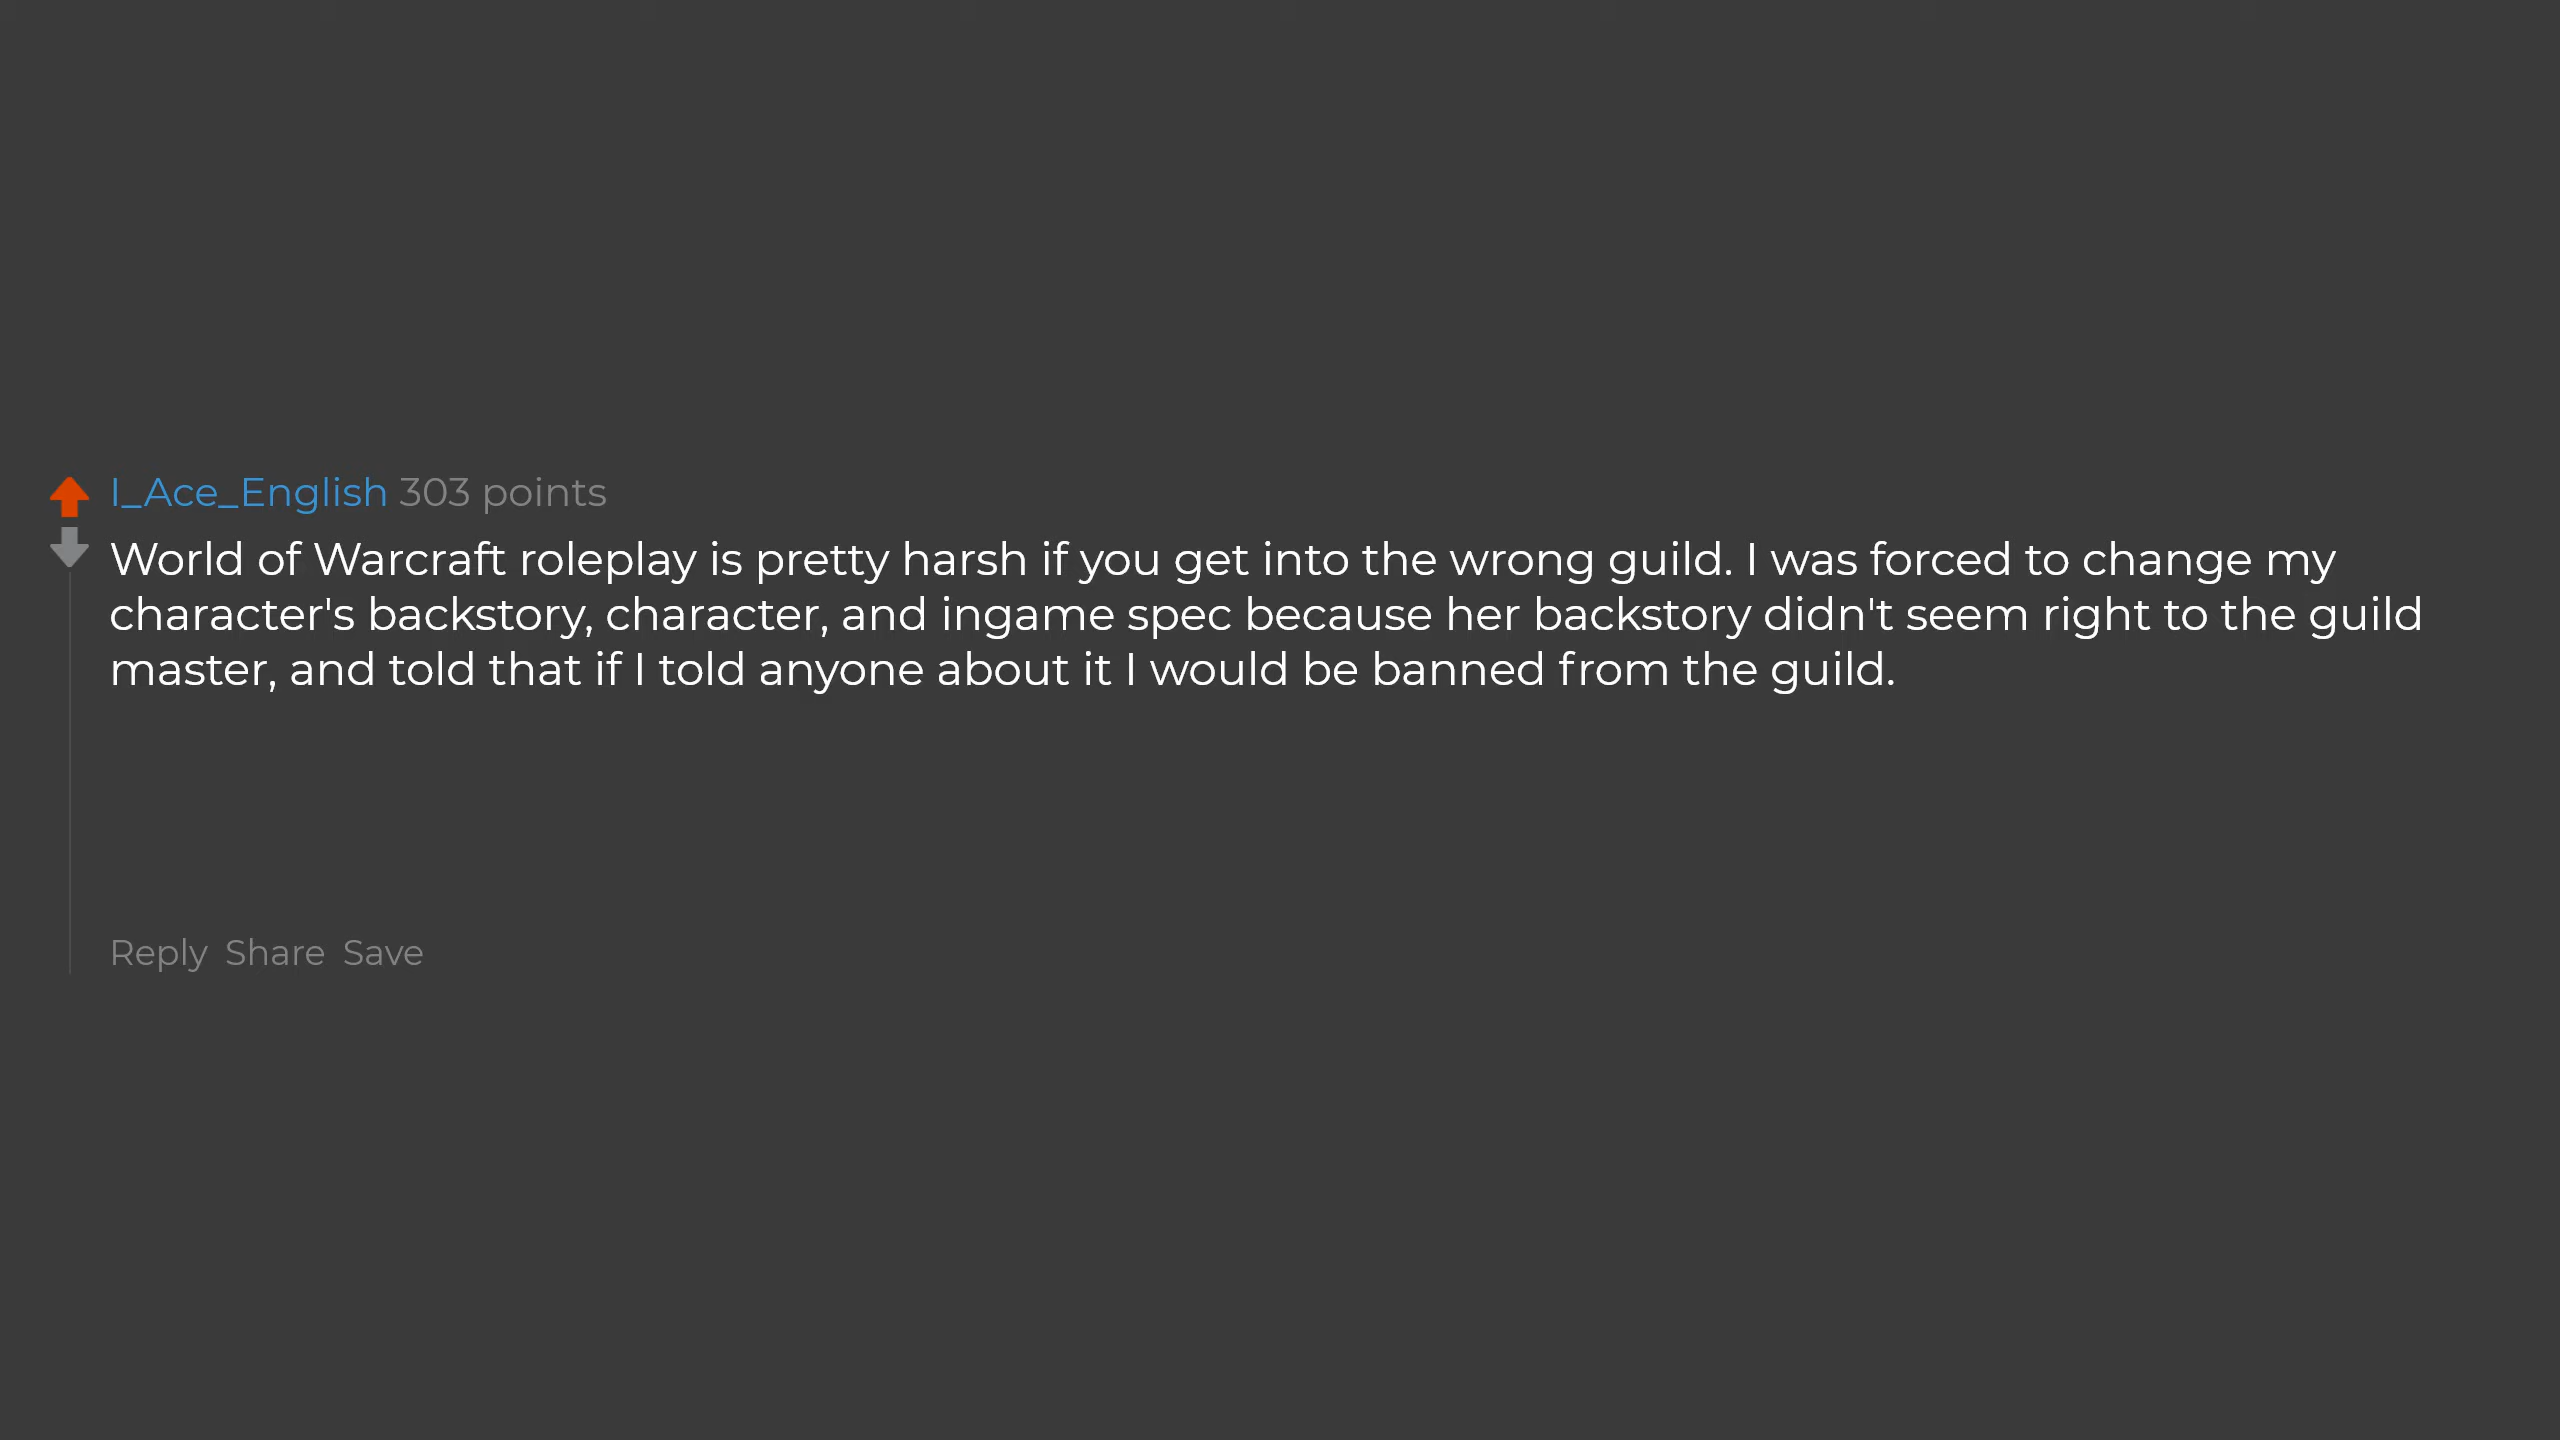 I_Ace_English 303 points
World of Warcraft roleplay is pretty harsh if you get into the wrong guild. I was forced to change my
character's backstory, character, and ingame spec because her backstory didn't seem right to the guild
master, and told that if I told anyone about it I would be banned from the guild.
Reply Share Save